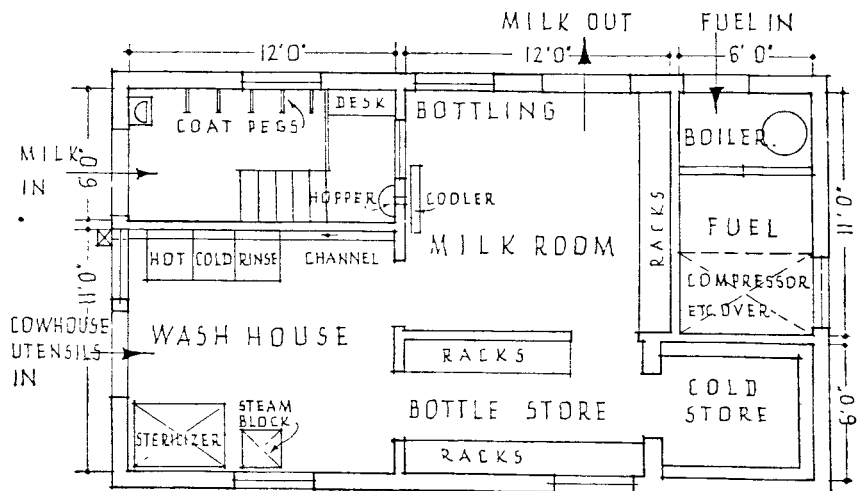 MILK OUT
FUEL IN
12'0"
12'0"
6'0"
DESK
COAT PEGS
BOTTLING
BOILER.
MILK
IN
6'0"
HOPPER
COOLER
RACKS
FUEL
11'0"
MILK ROOM
HOT
COLD
RINSE
CHANNEL
COMPRESSOR
ETC OVER
11'0"
COWHOUSE
UTENSILS
IN
WASH HOUSE
RACKS
COLD
STORE
6'0"
STEAM
BLOCK
BOTTLE STORE
STERILIZER
RACKS